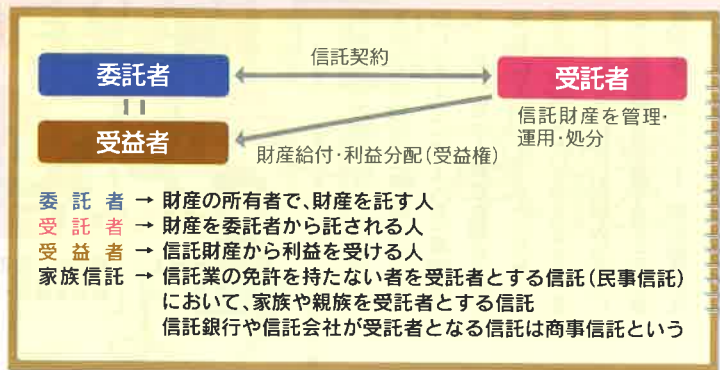 信託契約
委託者
受託者
受益者
信託財産を管理・
運用・処分
財産給付・利益分配(受益権)
委託者 → 財産の所有者で、財産を託す人
受託者 → 財産を委託者から託される人
受益者 → 信託財産から利益を受ける人
家族信託 → 信託業の免許を持たない者を受託者とする信託(民事信託)
において、家族や親族を受託者とする信託
信託銀行や信託会社が受託者となる信託は商事信託という